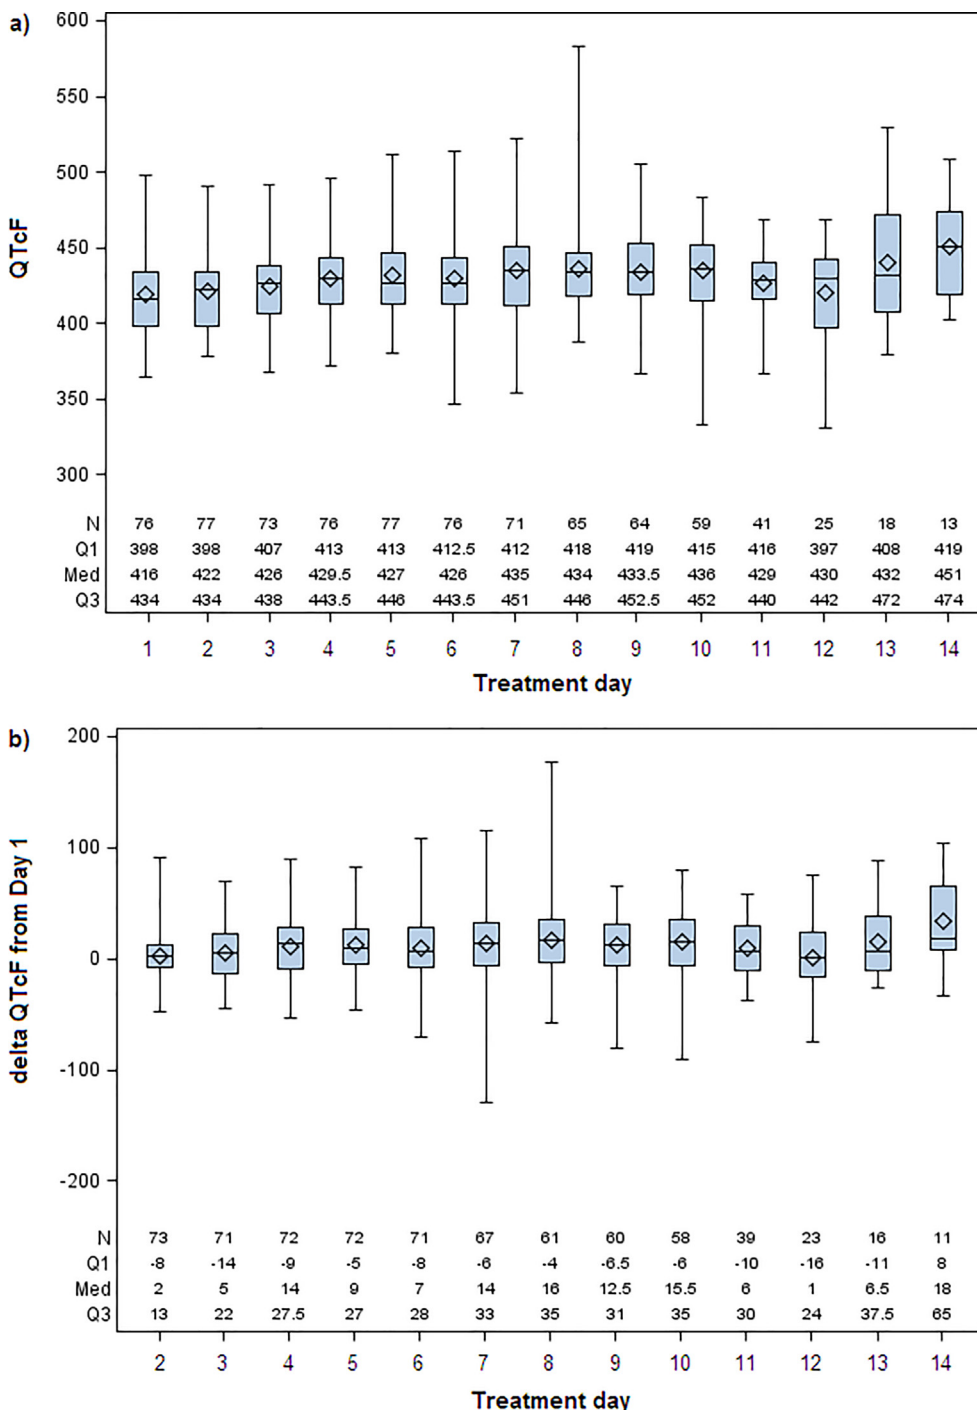 a)
600
550
500
450
400
350
300
QTcF
N 76 77 73 76 77 76 71 65 64 59 41 25 18 13
Q1 398 398 407 413 413 412.5 412 418 419 415 416 397 408 419
Med 416 422 426 429.5 427 426 435 434 433.5 436 429 430 432 451
Q3 434 434 438 443.5 446 443.5 451 446 452.5 452 440 442 472 474
1 2 3 4 5 6 7 8 9 10 11 12 13 14
Treatment day
b)
200
100
0
-100
-200
delta QTcF from Day 1
N 73 71 72 72 71 67 61 60 58 39 23 16 11
Q1 -8 -14 -9 -5 -8 -6 -4 -6.5 -6 -10 -16 -11 8
Med 2 5 14 9 7 14 16 12.5 15.5 6 1 6.5 18
Q3 13 22 27.5 27 28 33 35 31 35 30 24 37.5 65
2 3 4 5 6 7 8 9 10 11 12 13 14
Treatment day